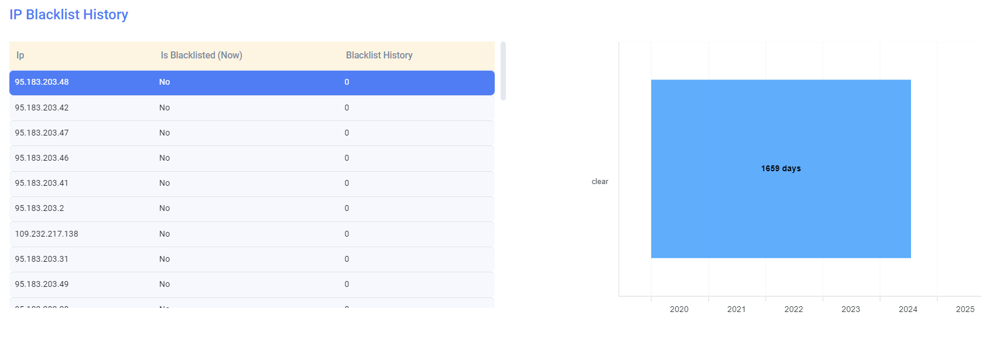 IP Blacklist History
Ip Is Blacklisted (Now) Blacklist History
95.183.203.48 No 0
95.183.203.42 No 0
95.183.203.47 No 0
95.183.203.46 No 0
95.183.203.41 No 0
95.183.203.2 No 0
109.232.217.138 No 0
95.183.203.31 No 0
95.183.203.49 No 0
1659 days
clear
2020 2021 2022 2023 2024 2025